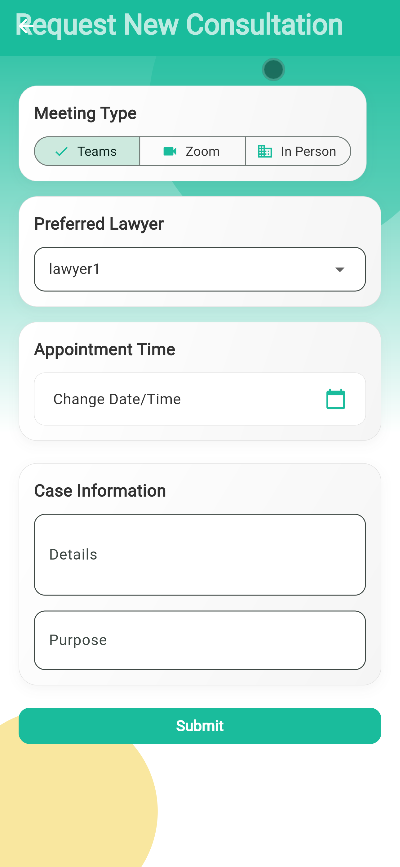 Request New Consultation
Meeting Type
Teams
Zoom
In Person
Preferred Lawyer
lawyer1
Appointment Time
Change Date/Time
Case Information
Details
Purpose
Submit